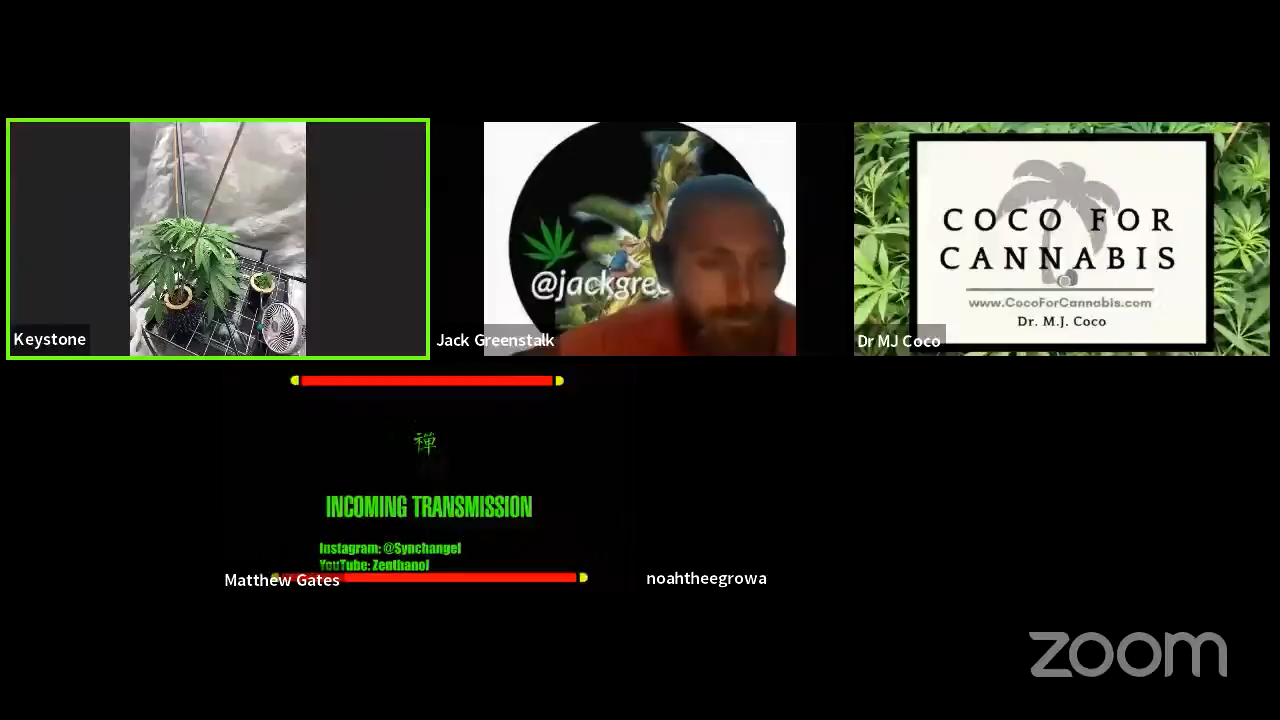 Keystone
@jackgre
Jack Greenstalk
COCO FOR
CANNABIS
www.CocoForCannabis.com
Dr. M.J. Coco
Dr MJ Coco
禪
INCOMING TRANSMISSION
Instagram: @Synchangel
YouTube: Zenthanol
Matthew Gates
noahtheegrowa
zoom